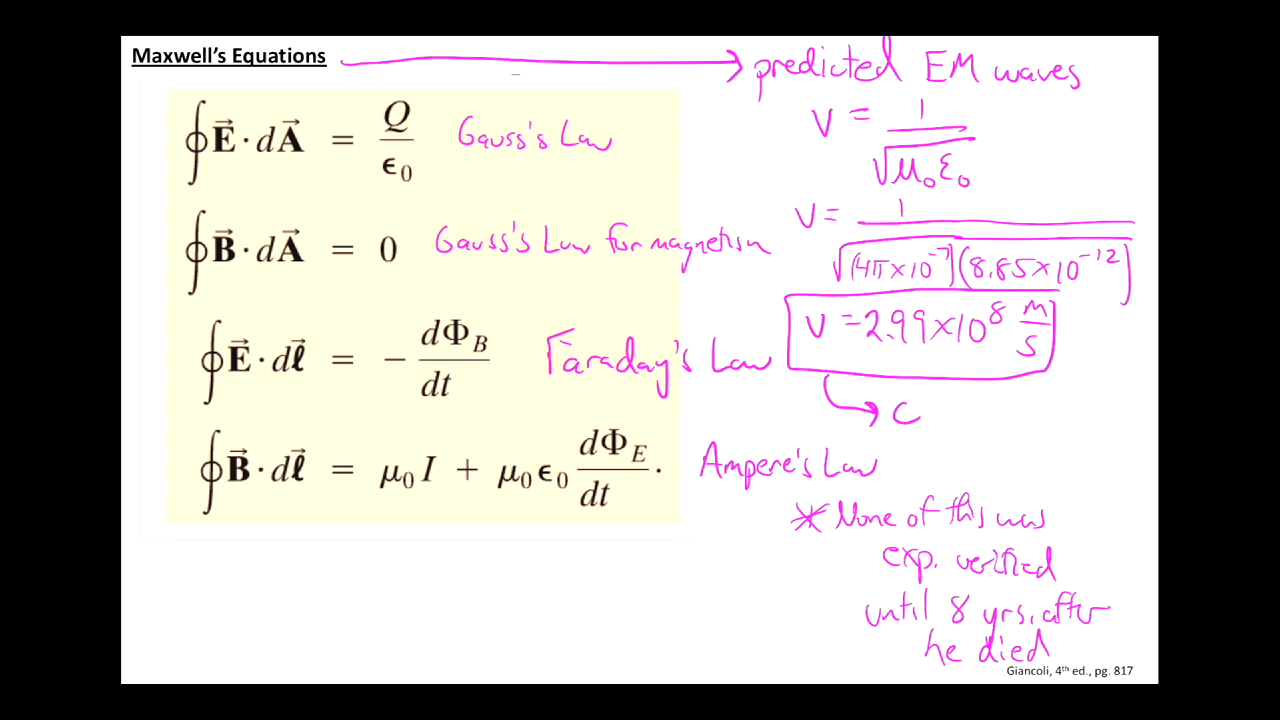 Maxwell's Equations → predicted EM waves
∮E⃗ · dA⃗ = Q/ϵ₀ Gauss's Law
v = 1/√μ₀ε₀
∮B⃗ · dA⃗ = 0 Gauss's Law for magnetism
v = 1/√(4π×10⁻⁷)(8.85×10⁻¹²)
v = 2.99×10⁸ m/s
∮E⃗ · dℓ⃗ = − dΦ_B/dt Faraday's Law
→ c
∮B⃗ · dℓ⃗ = μ₀I + μ₀ϵ₀ dΦ_E/dt. Ampere's Law
* None of this was
exp. verified
until 8 yrs. after
he died
Giancoli, 4th ed., pg. 817